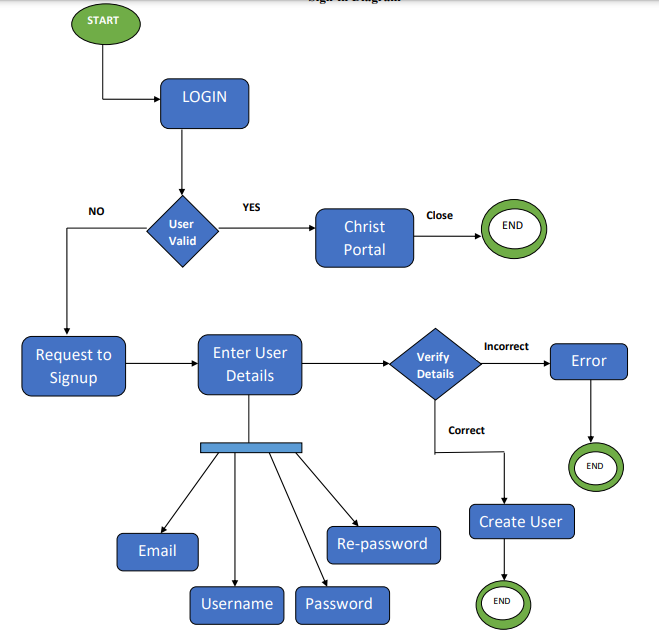 START
LOGIN
NO
YES
User
Valid
Christ
Portal
Close
END
Request to
Signup
Enter User
Details
Verify
Details
Incorrect
Error
Correct
END
Create User
Email
Re-password
Username
Password
END